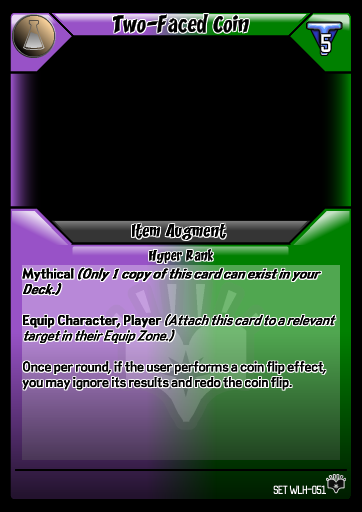 Two-Faced Coin
5
Item Augment
Hyper Rank
Mythical (Only 1 copy of this card can exist in your
Deck.)
Equip Character, Player (Attach this card to a relevant
target in their Equip Zone.)
Once per round, if the user performs a coin flip effect,
you may ignore its results and redo the coin flip.
SET WLH-051